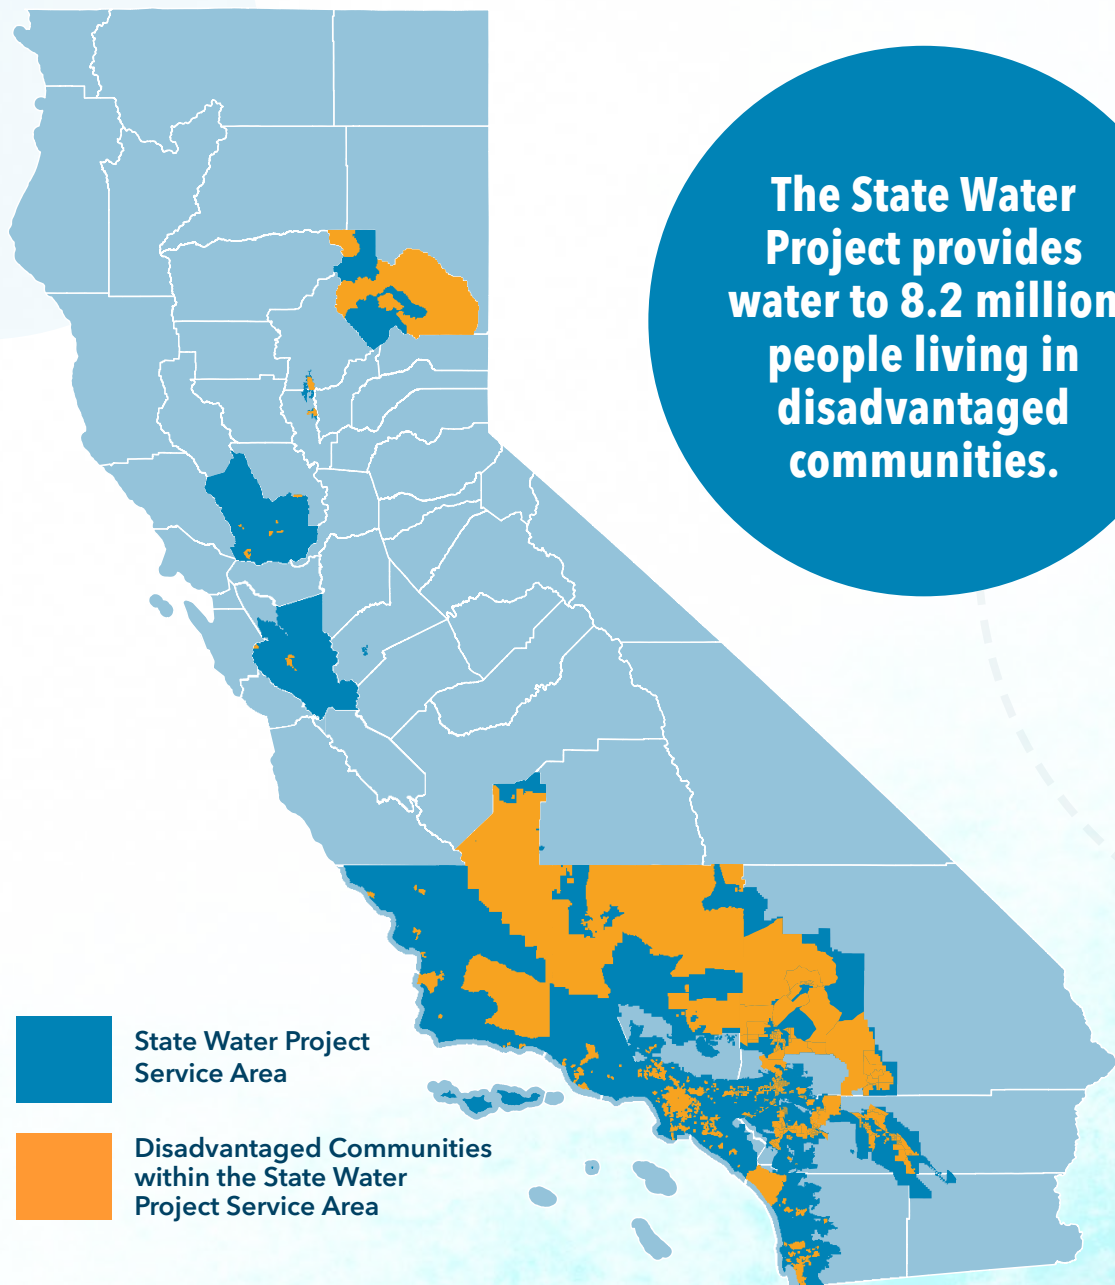 The State Water
Project provides
water to 8.2 million
people living in
disadvantaged
communities.
State Water Project
Service Area
Disadvantaged Communities
within the State Water
Project Service Area